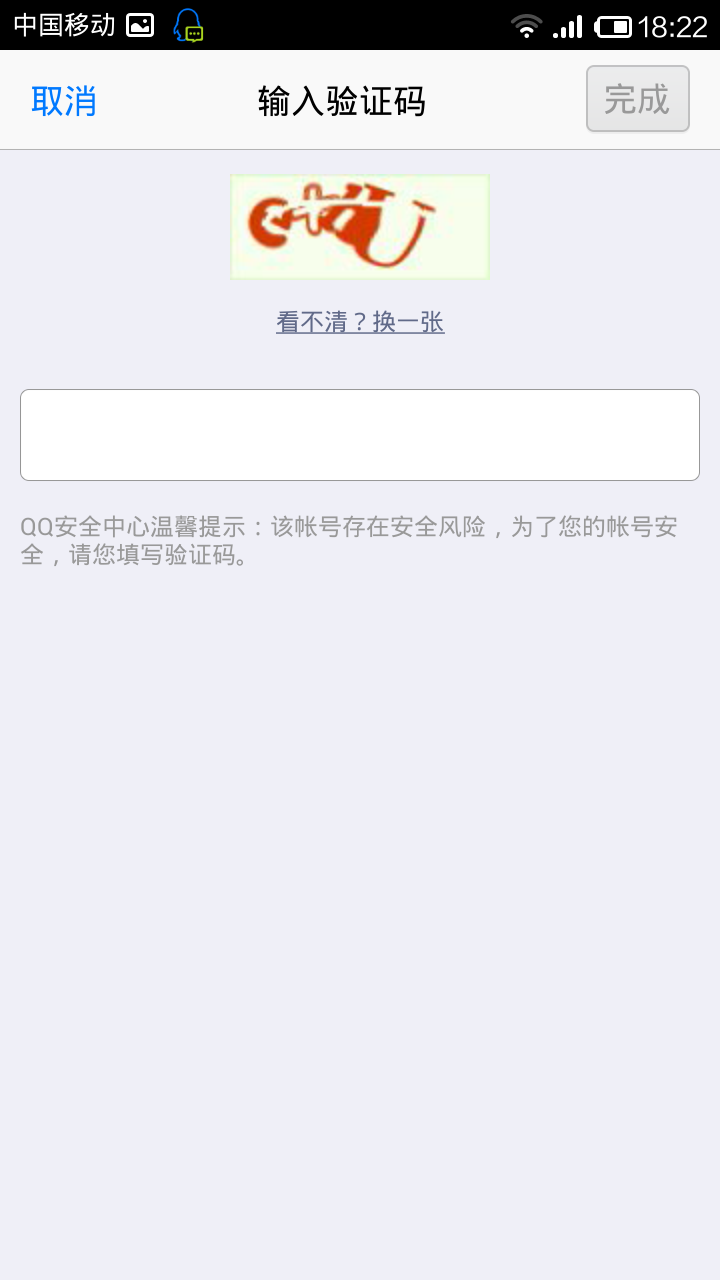 中国移动 18:22
取消 输入验证码 完成
看不清？换一张
QQ安全中心温馨提示：该帐号存在安全风险，为了您的帐号安
全，请您填写验证码。